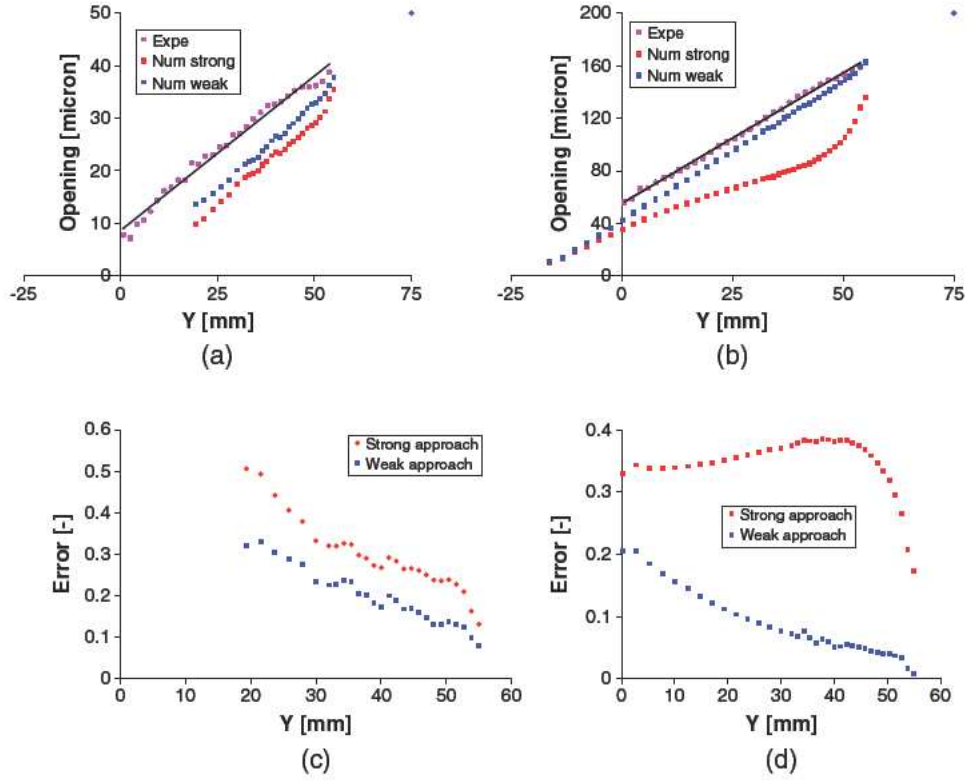 50
40
30
20
10
0
-25
0
25
50
75
Opening [micron]
Y [mm]
Expe
Num strong
Num weak
(a)
200
160
120
80
40
0
-25
0
25
50
75
Opening [micron]
Y [mm]
Expe
Num strong
Num weak
(b)
0.6
0.5
0.4
0.3
0.2
0.1
0
0
10
20
30
40
50
60
Error [-]
Y [mm]
Strong approach
Weak approach
(c)
0.4
0.3
0.2
0.1
0
0
10
20
30
40
50
60
Error [-]
Y [mm]
Strong approach
Weak approach
(d)